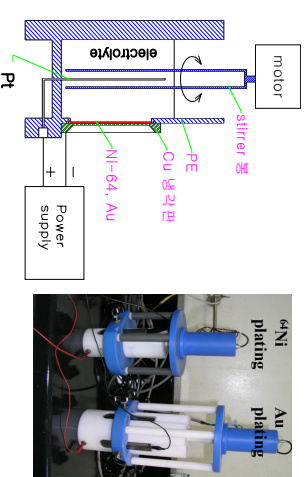 motor
electrolyte
Pt
stirrer 봉
PE
Cu 냉각판
Ni-64, Au
+
−
Power
supply
⁶⁴Ni
plating
Au
plating